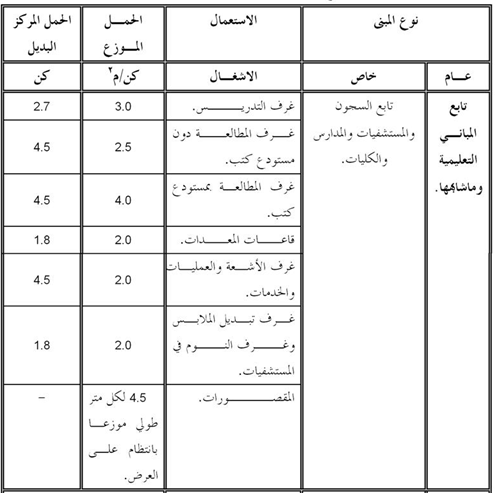 نوع المبنى | الاستعمال | الحمل الموزع | الحمل المركز البديل
عام | خاص | الاشغال | كن/م² | كن
تابع المباني التعليمية وماشابهها. | تابع السجون والمستشفيات والمدارس والكليات. | غرف التدريس. | 3.0 | 2.7
غرف المطالعة دون مستودع كتب. | 2.5 | 4.5
غرف المطالعة بمستودع كتب. | 4.0 | 4.5
قاعات المعدات. | 2.0 | 1.8
غرف الأشعة والعمليات والخدمات. | 2.0 | 4.5
غرف تبديل الملابس وغرف النوم في المستشفيات. | 2.0 | 1.8
المقصورات. | 4.5 لكل متر طولي موزعا بانتظام على العرض. | –